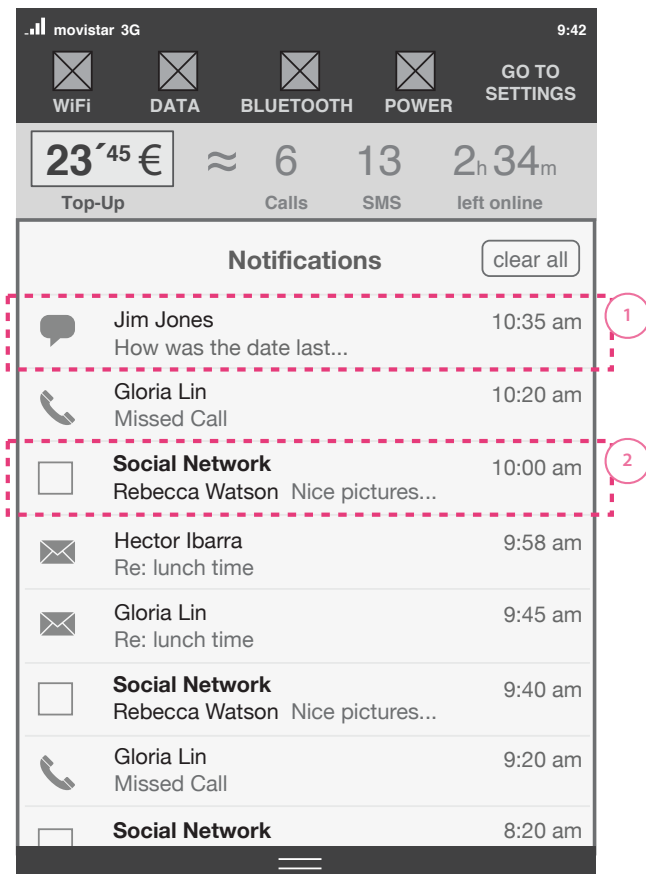 movistar 3G 9:42
WiFi DATA BLUETOOTH POWER GO TO SETTINGS
23´45 € ≈ 6 13 2h 34m
Top-Up Calls SMS left online
Notifications clear all
Jim Jones 10:35 am 1
How was the date last...
Gloria Lin 10:20 am
Missed Call
Social Network 10:00 am 2
Rebecca Watson Nice pictures...
Hector Ibarra 9:58 am
Re: lunch time
Gloria Lin 9:45 am
Re: lunch time
Social Network 9:40 am
Rebecca Watson Nice pictures...
Gloria Lin 9:20 am
Missed Call
Social Network 8:20 am